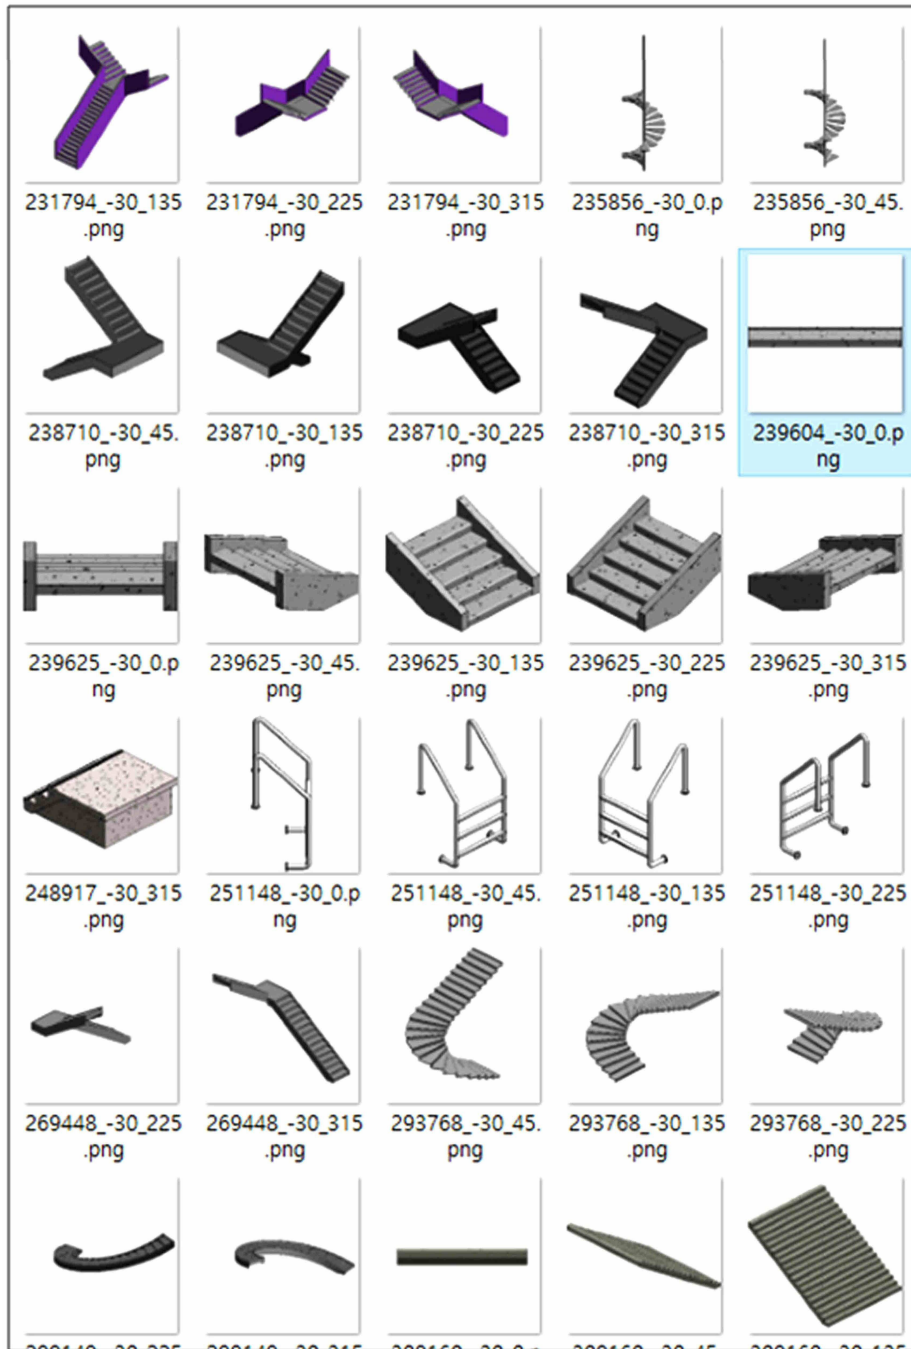 231794_-30_135
.png
231794_-30_225
.png
231794_-30_315
.png
235856_-30_0.p
ng
235856_-30_45.
png
238710_-30_45.
png
238710_-30_135
.png
238710_-30_225
.png
238710_-30_315
.png
239604_-30_0.p
ng
239625_-30_0.p
ng
239625_-30_45.
png
239625_-30_135
.png
239625_-30_225
.png
239625_-30_315
.png
248917_-30_315
.png
251148_-30_0.p
ng
251148_-30_45.
png
251148_-30_135
.png
251148_-30_225
.png
269448_-30_225
.png
269448_-30_315
.png
293768_-30_45.
png
293768_-30_135
.png
293768_-30_225
.png